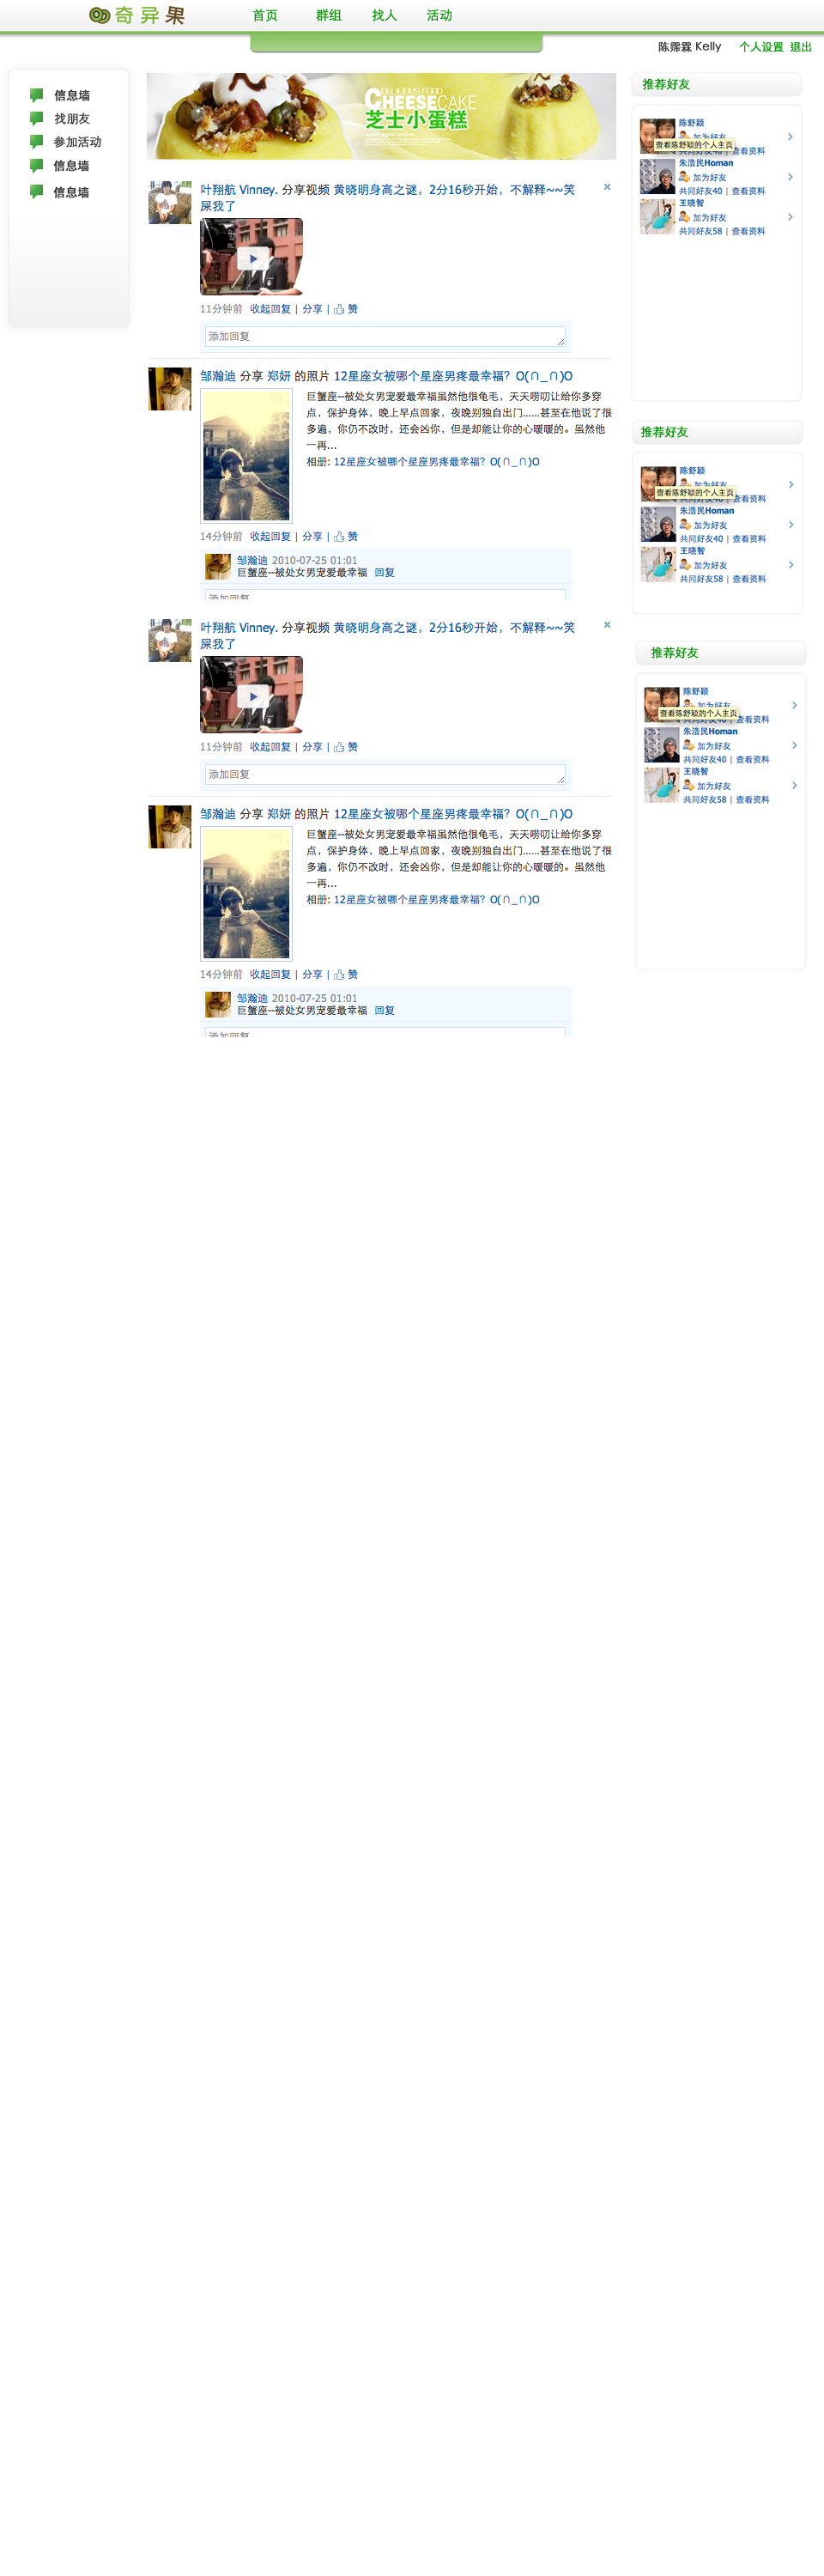 奇异果
首页 群组 找人 活动
陈霈霖 Kelly 个人设置 退出
信息墙
找朋友
参加活动
信息墙
信息墙
DELICIOUS FOOD
CHEESECAKE
芝士小蛋糕
叶翔航 Vinney. 分享视频 黄晓明身高之谜，2分16秒开始，不解释~~笑
屎我了
11分钟前 收起回复 | 分享 | 赞
添加回复
邹瀚迪 分享 郑妍 的照片 12星座女被哪个星座男疼最幸福？O(∩_∩)O
巨蟹座--被处女男宠爱最幸福虽然他很龟毛，天天唠叨让给你多穿
点，保护身体，晚上早点回家，夜晚别独自出门......甚至在他说了很
多遍，你仍不改时，还会凶你，但是却能让你的心暖暖的。虽然他
一再...
相册: 12星座女被哪个星座男疼最幸福？O(∩_∩)O
14分钟前 收起回复 | 分享 | 赞
邹瀚迪 2010-07-25 01:01
巨蟹座--被处女男宠爱最幸福 回复
添加回复
叶翔航 Vinney. 分享视频 黄晓明身高之谜，2分16秒开始，不解释~~笑
屎我了
11分钟前 收起回复 | 分享 | 赞
添加回复
邹瀚迪 分享 郑妍 的照片 12星座女被哪个星座男疼最幸福？O(∩_∩)O
巨蟹座--被处女男宠爱最幸福虽然他很龟毛，天天唠叨让给你多穿
点，保护身体，晚上早点回家，夜晚别独自出门......甚至在他说了很
多遍，你仍不改时，还会凶你，但是却能让你的心暖暖的。虽然他
一再...
相册: 12星座女被哪个星座男疼最幸福？O(∩_∩)O
14分钟前 收起回复 | 分享 | 赞
邹瀚迪 2010-07-25 01:01
巨蟹座--被处女男宠爱最幸福 回复
添加回复
推荐好友
陈舒颖
加为好友
查看陈舒颖的个人主页
查看资料
朱浩民Homan
加为好友
共同好友40 | 查看资料
王晓智
加为好友
共同好友58 | 查看资料
推荐好友
陈舒颖
加为好友
查看陈舒颖的个人主页
查看资料
朱浩民Homan
加为好友
共同好友40 | 查看资料
王晓智
加为好友
共同好友58 | 查看资料
推荐好友
陈舒颖
加为好友
查看陈舒颖的个人主页
查看资料
朱浩民Homan
加为好友
共同好友40 | 查看资料
王晓智
加为好友
共同好友58 | 查看资料